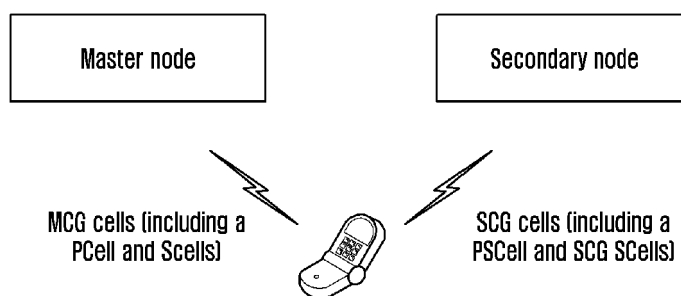 Master node
Secondary node
MCG cells (including a
PCell and Scells)
SCG cells (including a
PSCell and SCG SCells)